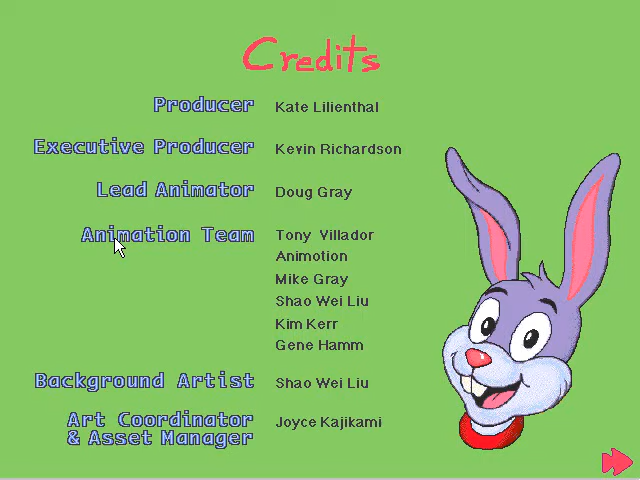 Credits
Producer Kate Lilienthal
Executive Producer Kevin Richardson
Lead Animator Doug Gray
Animation Team Tony Villador
Animotion
Mike Gray
Shao Wei Liu
Kim Kerr
Gene Hamm
Background Artist Shao Wei Liu
Art Coordinator Joyce Kajikami
& Asset Manager